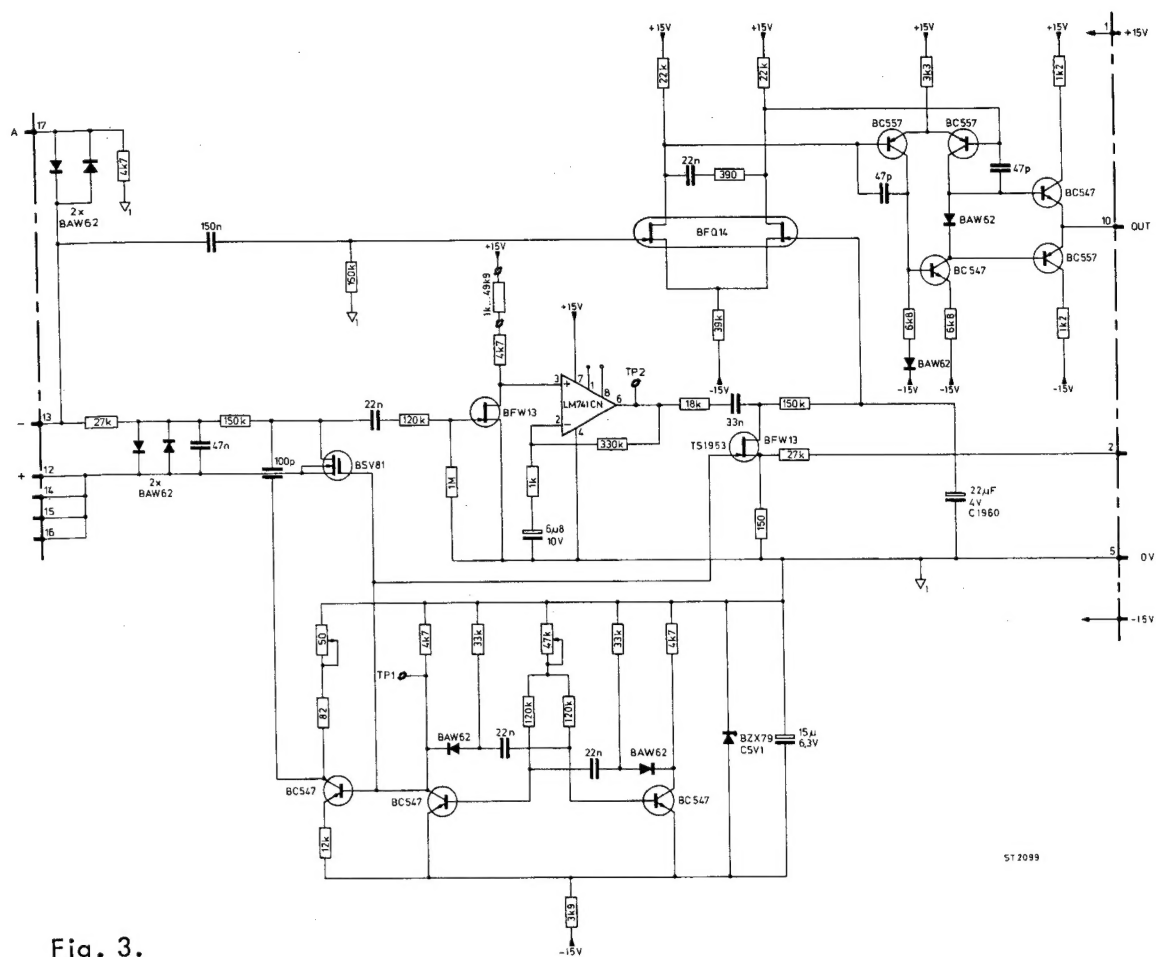 +15V
+15V
+15V
+15V
1
+15V
22k
22k
3k3
1k2
A
17
4k7
1
2x
BAW62
BC557
BC557
22n
390
47p
47p
BC547
150n
BFQ14
BAW62
10
OUT
+15V
1k...49k9
150k
1
BC547
BC557
39k
6k8
6k8
1k2
BAW62
-15V
-15V
-15V
-15V
+15V
4k7
TP2
3
+
7
1
8
6
LM741CN
2
−
4
18k
33n
150k
−
13
27k
150k
22n
120k
BFW13
330k
TS1953
BFW13
27k
2
47n
+
12
14
15
16
2x
BAW62
100p
BSV81
1M
1k
6µ8
10V
150
22µF
4V
C1960
5
0V
1
-15V
50
4k7
33k
47k
33k
4k7
TP1
82
120k
120k
BAW62
22n
22n
BAW62
BZX79
C5V1
15µ
6,3V
BC547
BC547
BC547
12k
3k9
-15V
ST2099
Fig. 3.